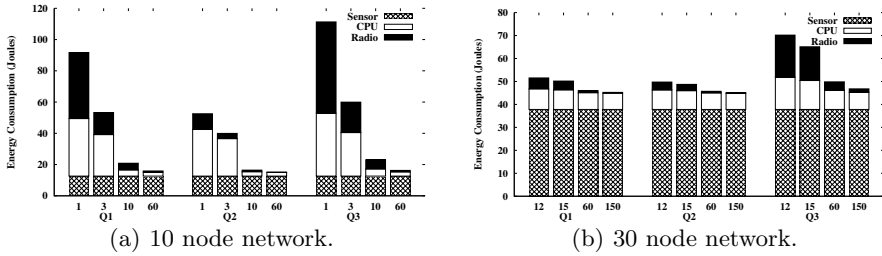 Energy Consumption (Joules)
120
100
80
60
40
20
0
Sensor
CPU
Radio
1 3 10 60 1 3 10 60 1 3 10 60
Q1 Q2 Q3
(a) 10 node network.
Energy Consumption (Joules)
80
70
60
50
40
30
20
10
0
Sensor
CPU
Radio
12 15 60 150 12 15 60 150 12 15 60 150
Q1 Q2 Q3
(b) 30 node network.